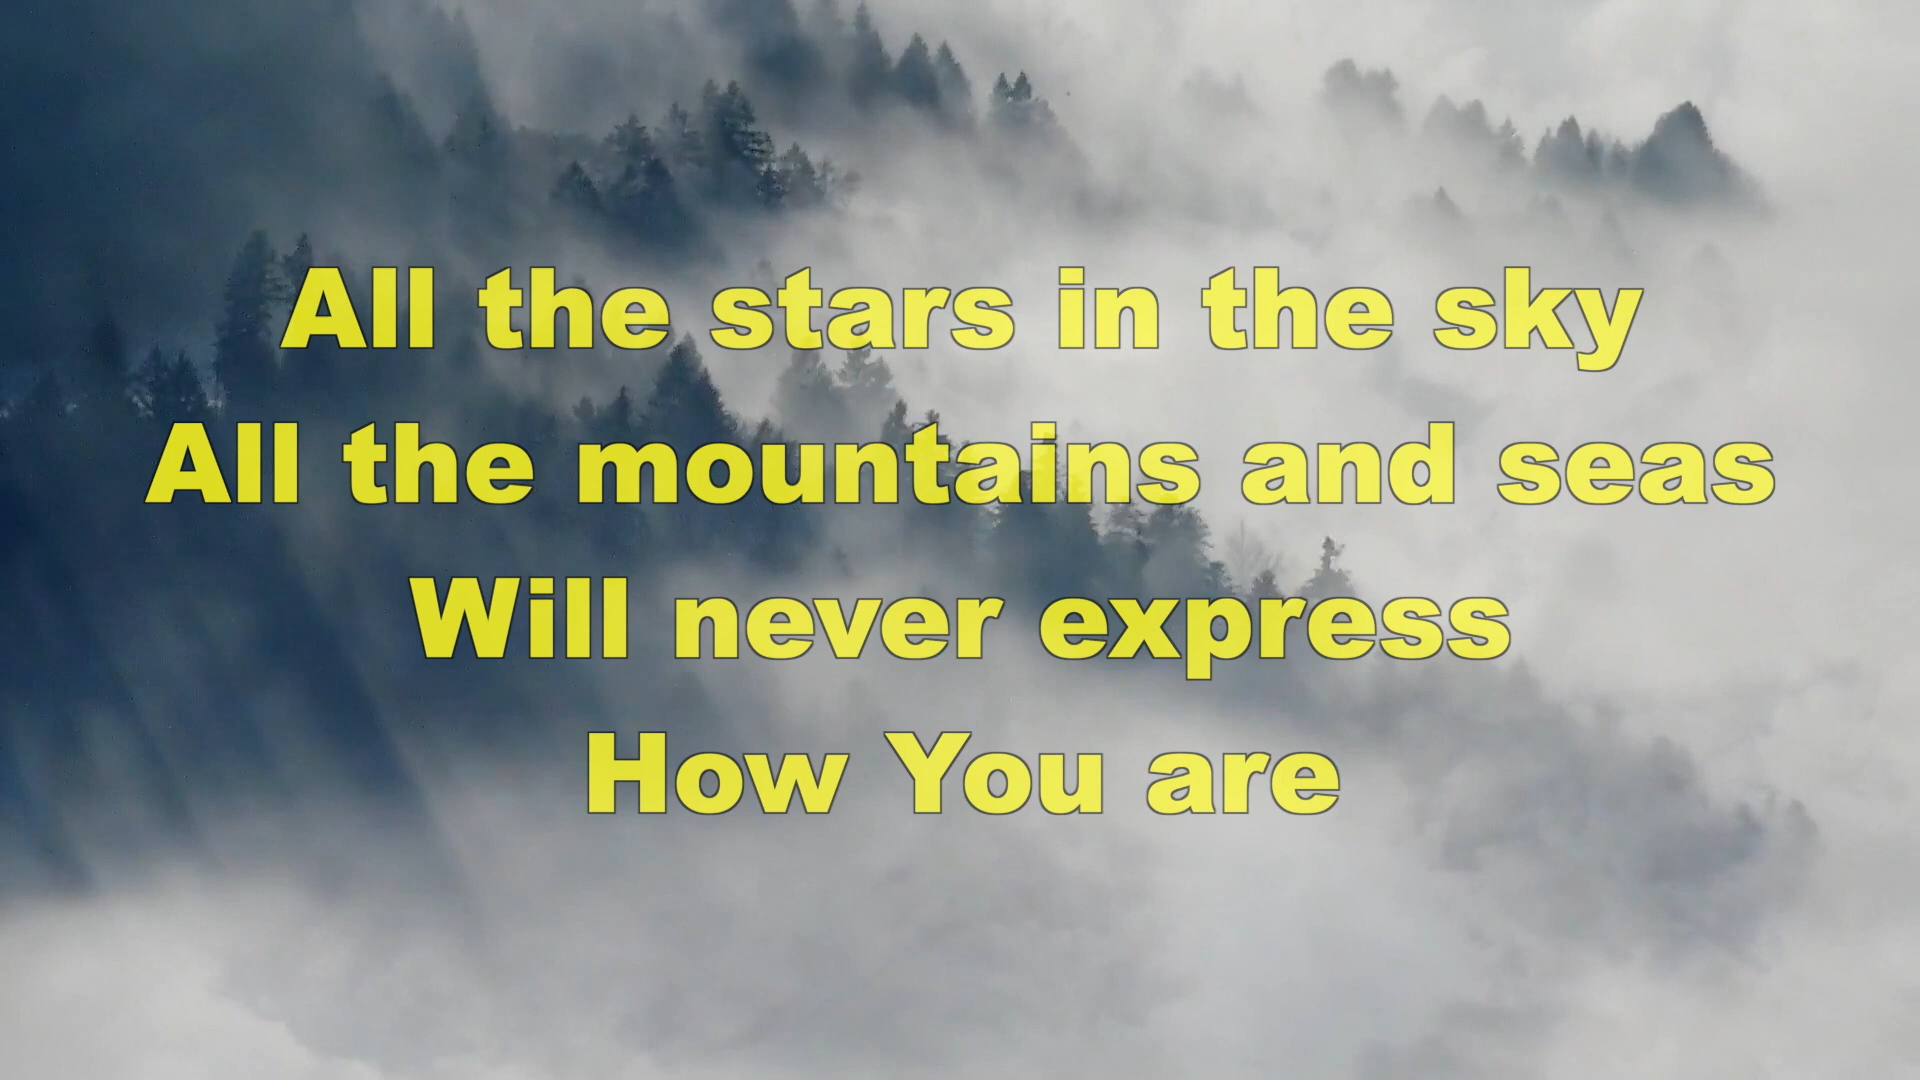 All the stars in the sky
All the mountains and seas
Will never express
How You are